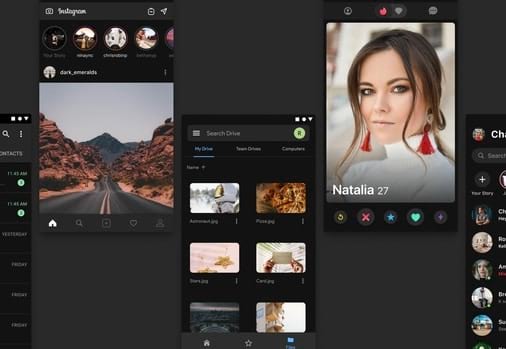 ONTACTS
11:45 AM
11:45 AM
YESTERDAY
FRIDAY
FRIDAY
FRIDAY
Instagram
Your Story
chrisrobinp
dark_emeralds
Search Drive
R
My Drive
Team Drives
Computers
Name
Astronaut.jpg
Pizza.jpg
Stars.jpg
Card.jpg
Files
Natalia 27
Cha
Search
Your Story